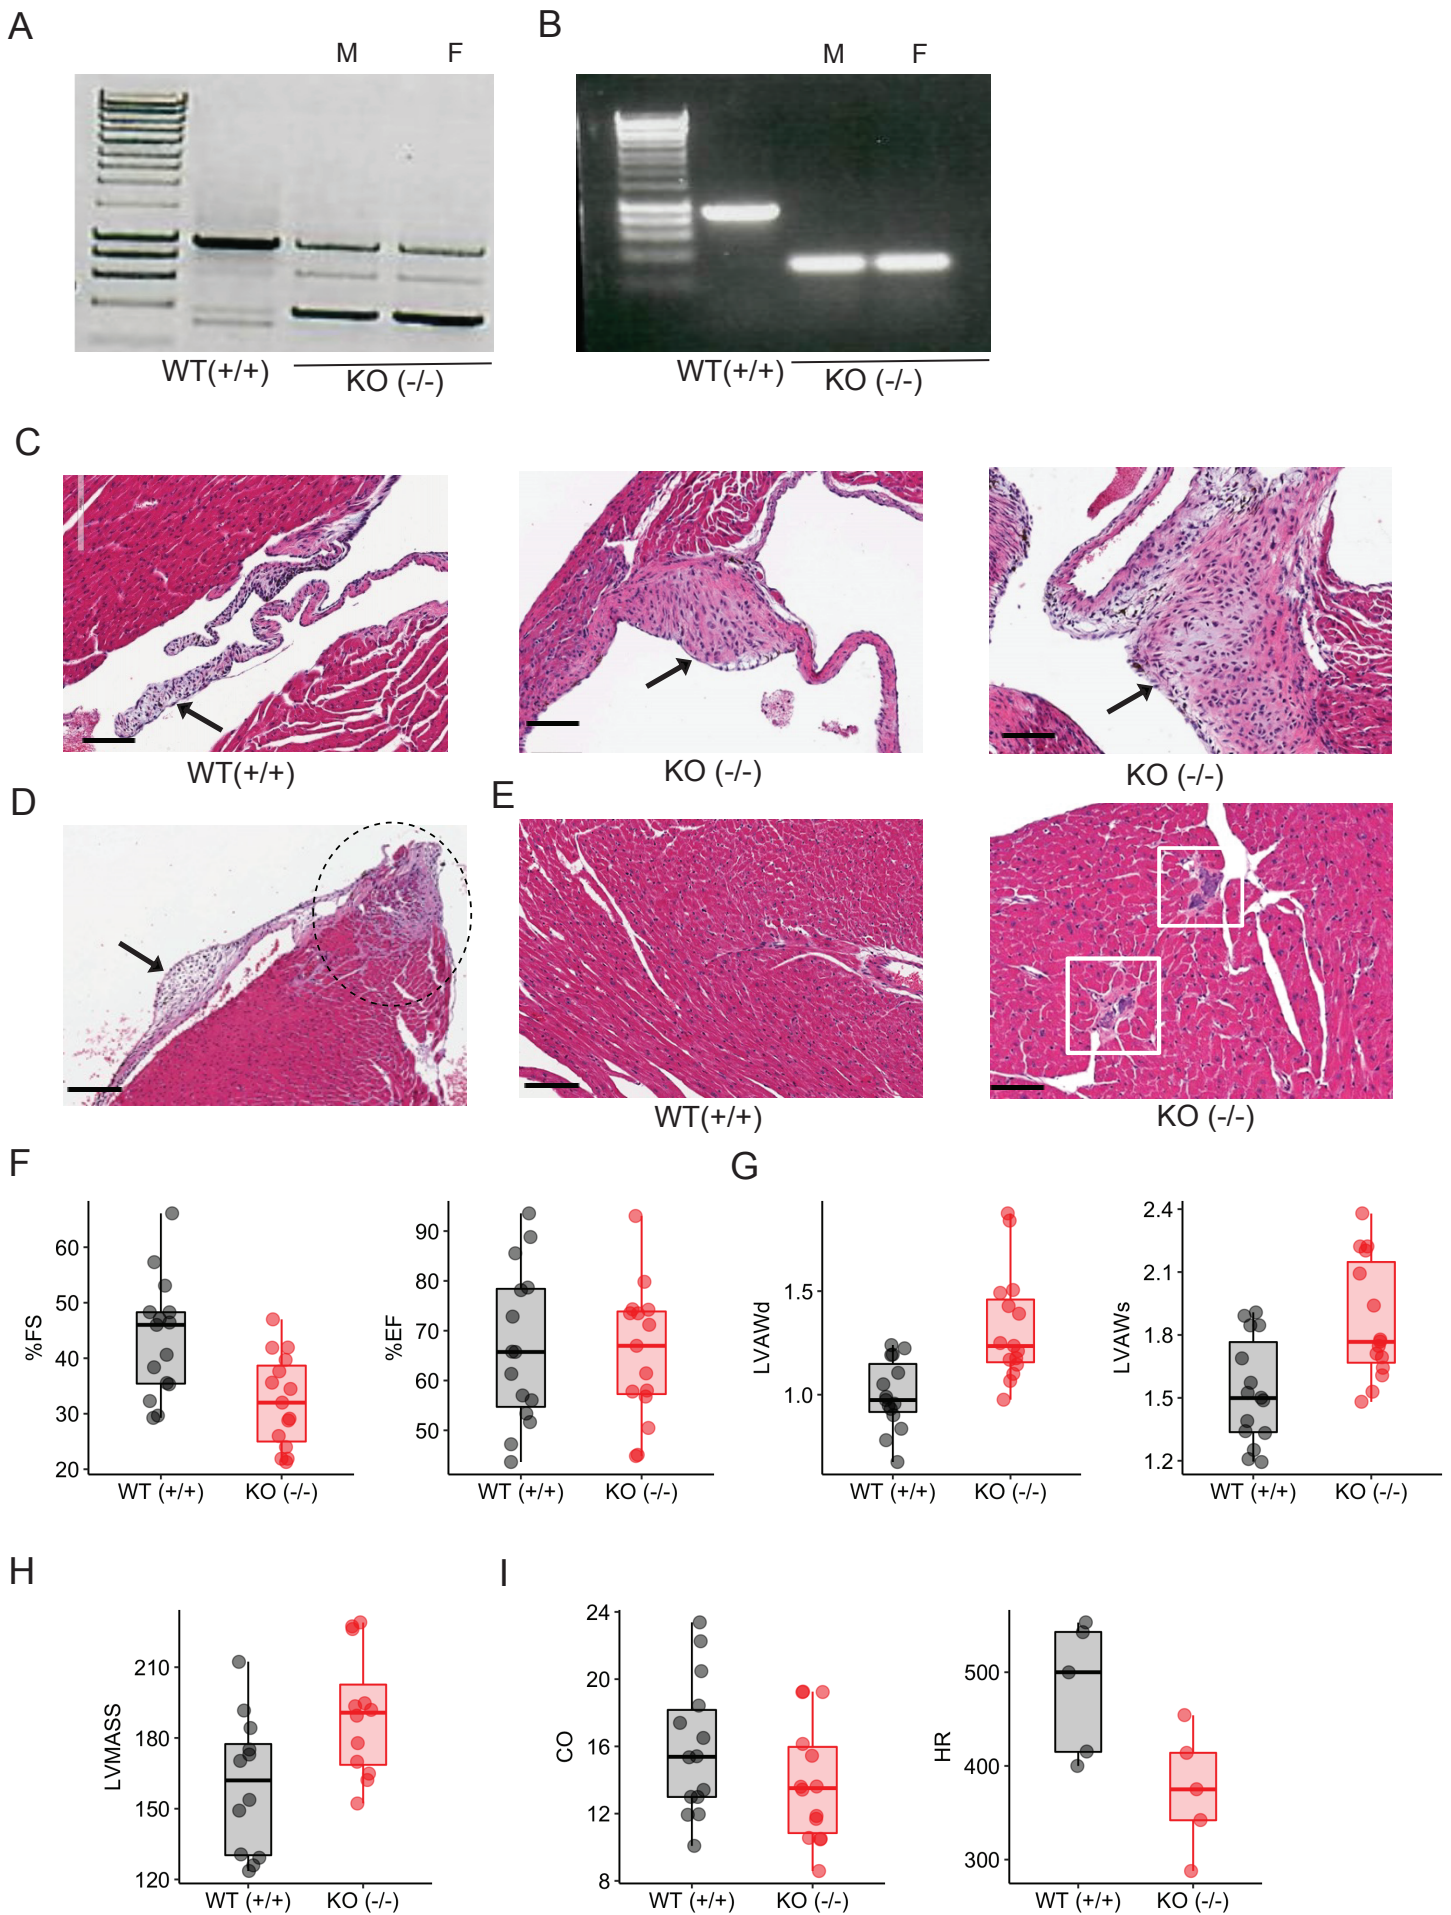 A
B
M
F
M
F
WT(+/+)
KO (-/-)
WT(+/+)
KO (-/-)
C
WT(+/+)
KO (-/-)
KO (-/-)
D
E
WT(+/+)
KO (-/-)
F
G
%FS
60
50
40
30
20
WT (+/+)
KO (-/-)
%EF
90
80
70
60
50
WT (+/+)
KO (-/-)
LVAWd
1.5
1.0
WT (+/+)
KO (-/-)
LVAWs
2.4
2.1
1.8
1.5
1.2
WT (+/+)
KO (-/-)
H
I
LVMASS
210
180
150
120
WT (+/+)
KO (-/-)
CO
24
20
16
12
8
WT (+/+)
KO (-/-)
HR
500
400
300
WT (+/+)
KO (-/-)